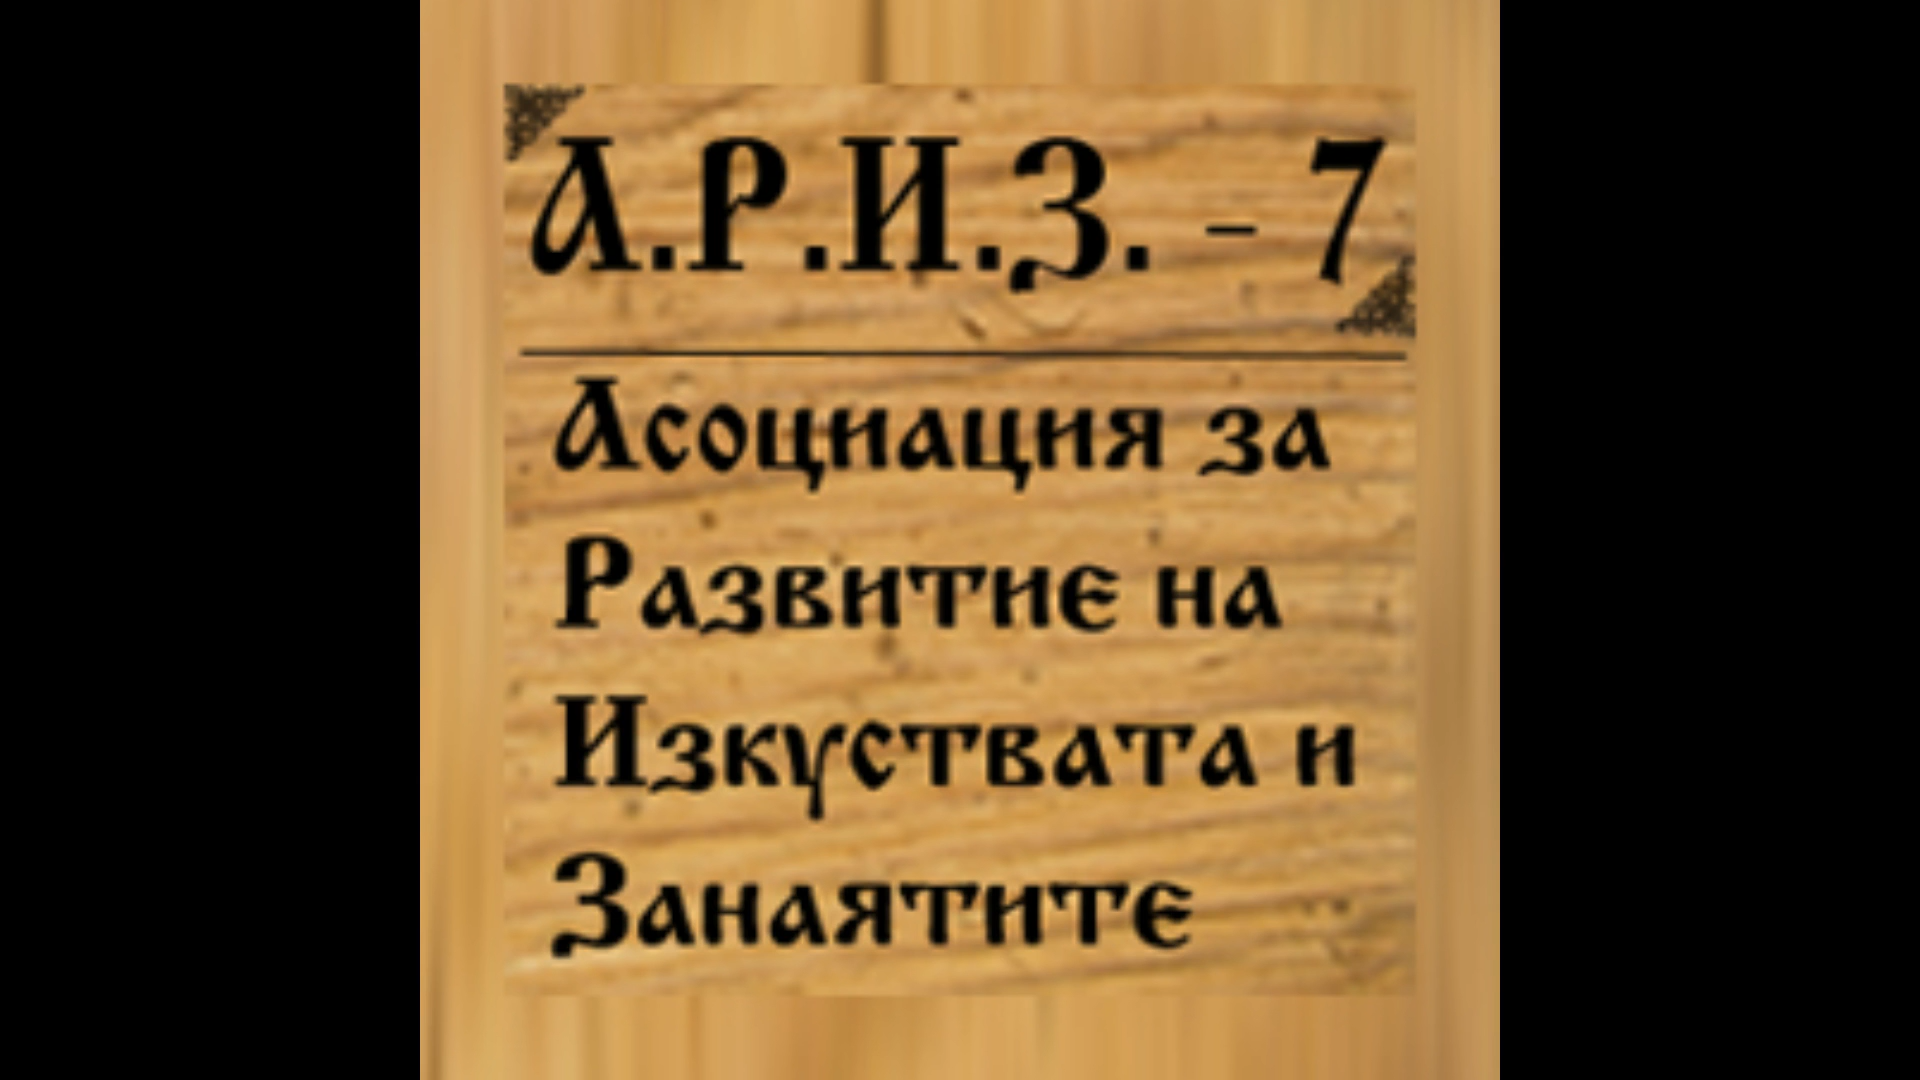 А.Р.И.З. - 7
Асоциация за
Развитие на
Изкуствата и
Занаятите